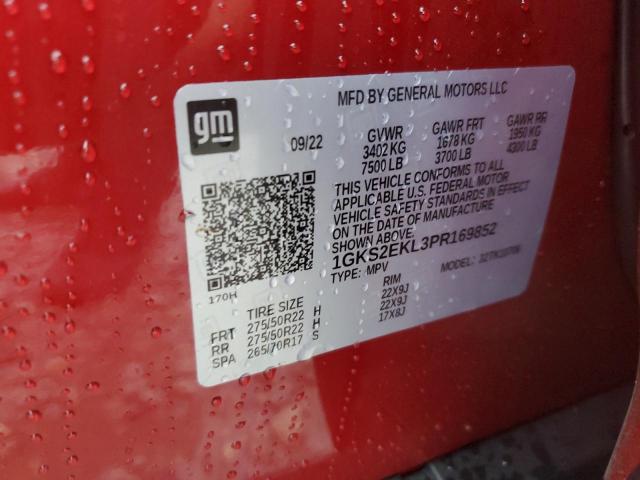 gm
MFD BY GENERAL MOTORS LLC
09/22
GVWR GAWR FRT GAWR RR
3402 KG 1678 KG 1950 KG
7500 LB 3700 LB 4300 LB
THIS VEHICLE CONFORMS TO ALL
APPLICABLE U.S. FEDERAL MOTOR
VEHICLE SAFETY STANDARDS IN EFFECT
ON THE DATE OF MANUFACTURE
SHOWN ABOVE.
1GKS2EKL3PR169852
TYPE: MPV MODEL:
170H
TIRE SIZE RIM
FRT 275/50R22 H 22X9J
RR 275/50R22 H 22X9J
SPA 265/70R17 S 17X8J